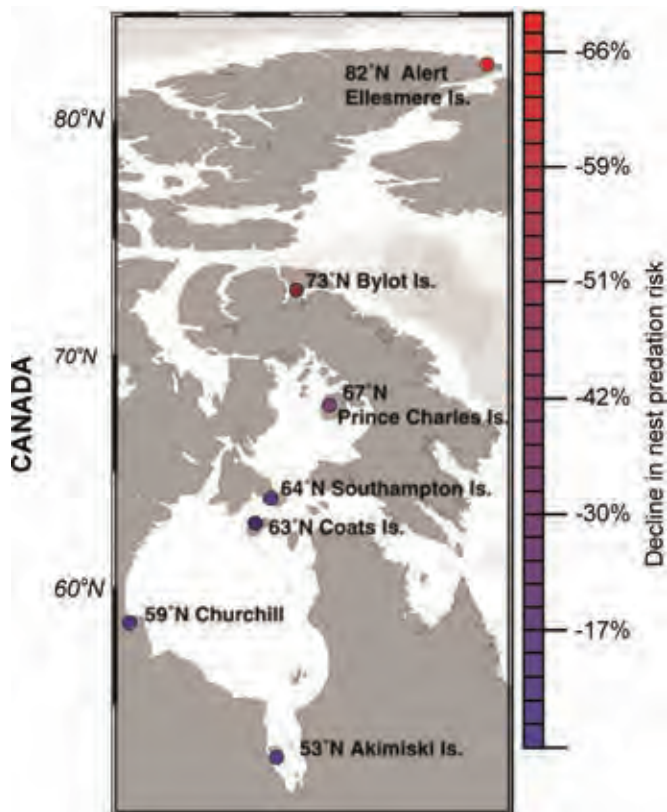 82°N Alert
Ellesmere Is.
80°N
73°N Bylot Is.
70°N
67°N
Prince Charles Is.
64°N Southampton Is.
63°N Coats Is.
60°N
59°N Churchill
53°N Akimiski Is.
CANADA
-66%
-59%
-51%
-42%
-30%
-17%
Decline in nest predation risk